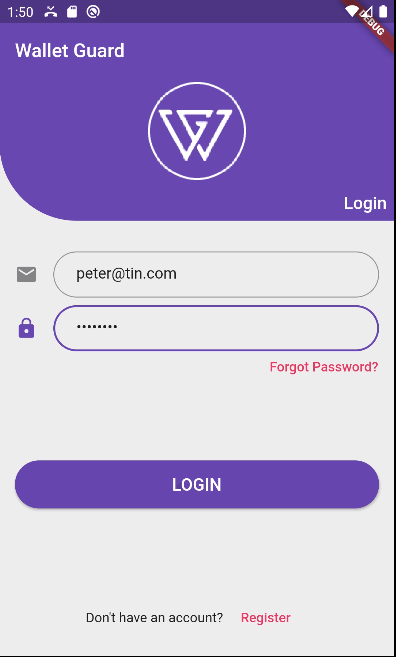 1:50
DEBUG
Wallet Guard
Login
peter@tin.com
••••••••
Forgot Password?
LOGIN
Don't have an account? Register